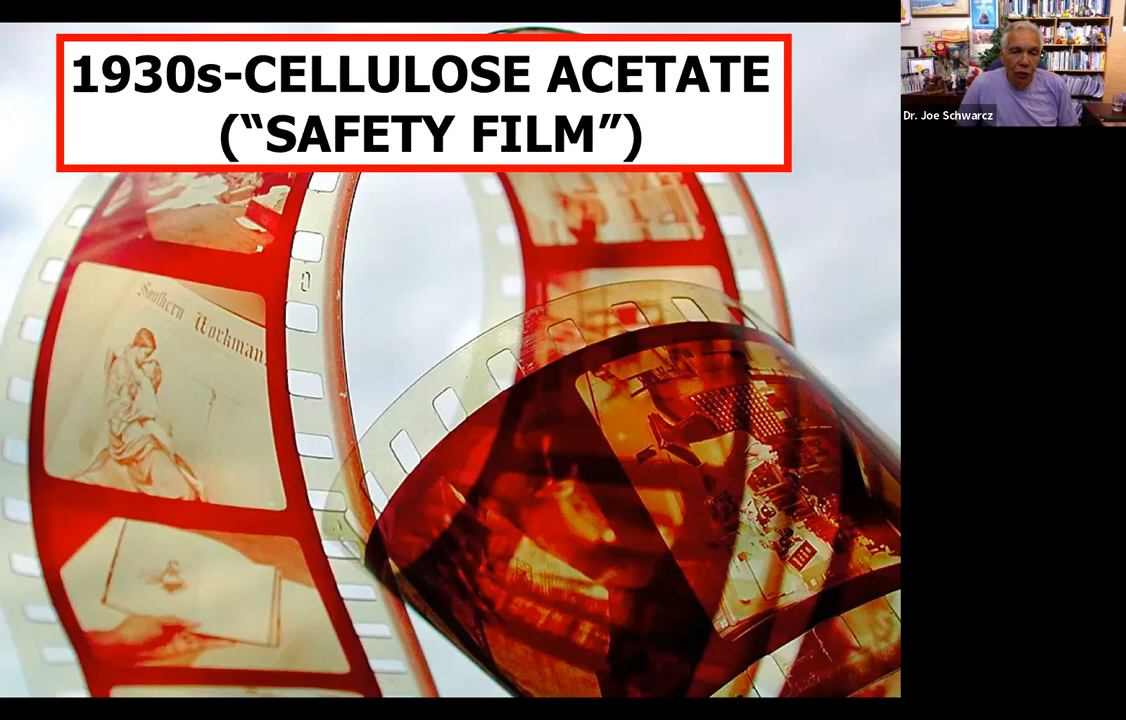 1930s-CELLULOSE ACETATE
(“SAFETY FILM”)
Southern Workman
Dr. Joe Schwarcz